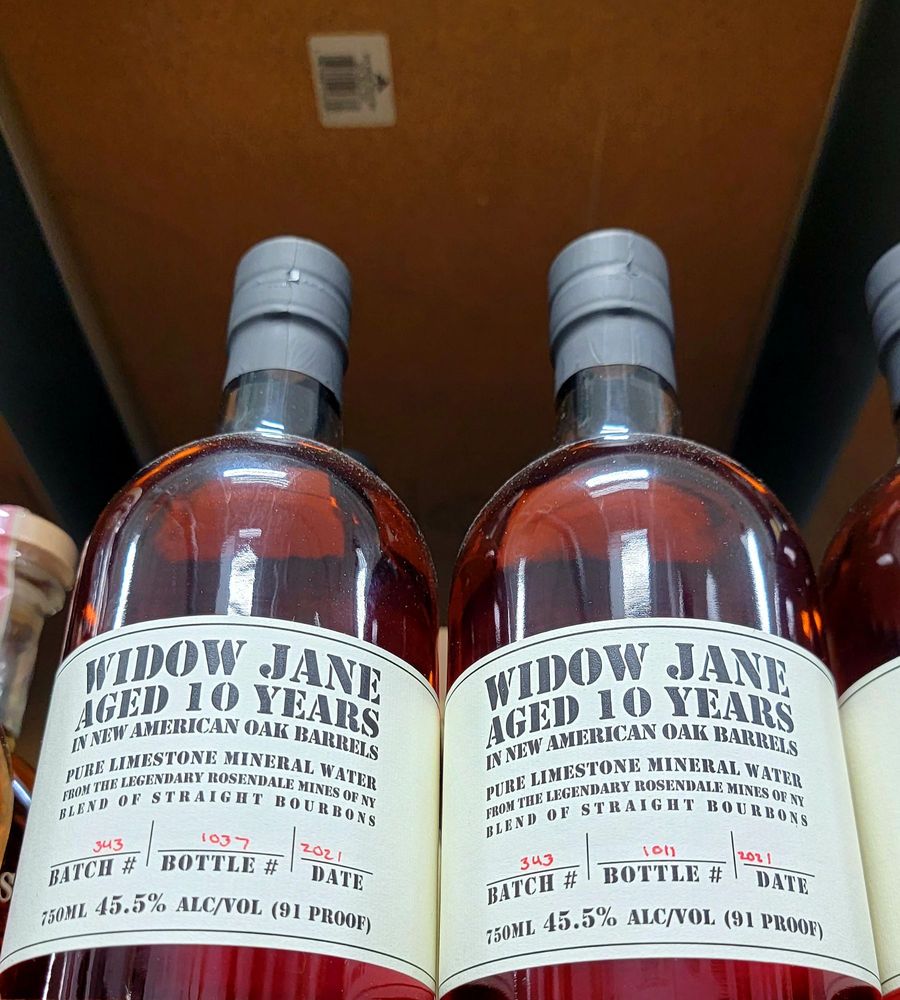 WIDOW JANE
AGED 10 YEARS
IN NEW AMERICAN OAK BARRELS
PURE LIMESTONE MINERAL WATER
FROM THE LEGENDARY ROSENDALE MINES OF NY
BLEND OF STRAIGHT BOURBONS
343 1037 2021
BATCH # BOTTLE # DATE
750ML 45.5% ALC/VOL (91 PROOF)
WIDOW JANE
AGED 10 YEARS
IN NEW AMERICAN OAK BARRELS
PURE LIMESTONE MINERAL WATER
FROM THE LEGENDARY ROSENDALE MINES OF NY
BLEND OF STRAIGHT BOURBONS
343 1011 2021
BATCH # BOTTLE # DATE
750ML 45.5% ALC/VOL (91 PROOF)